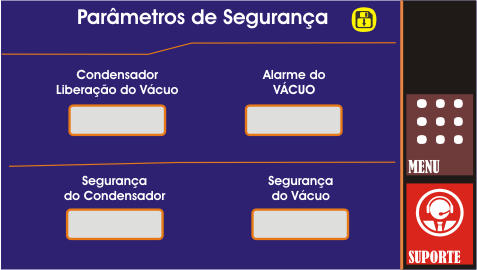 Parâmetros de Segurança
Condensador
Liberação do Vácuo
Alarme do
VÁCUO
Segurança
do Condensador
Segurança
do Vácuo
MENU
SUPORTE